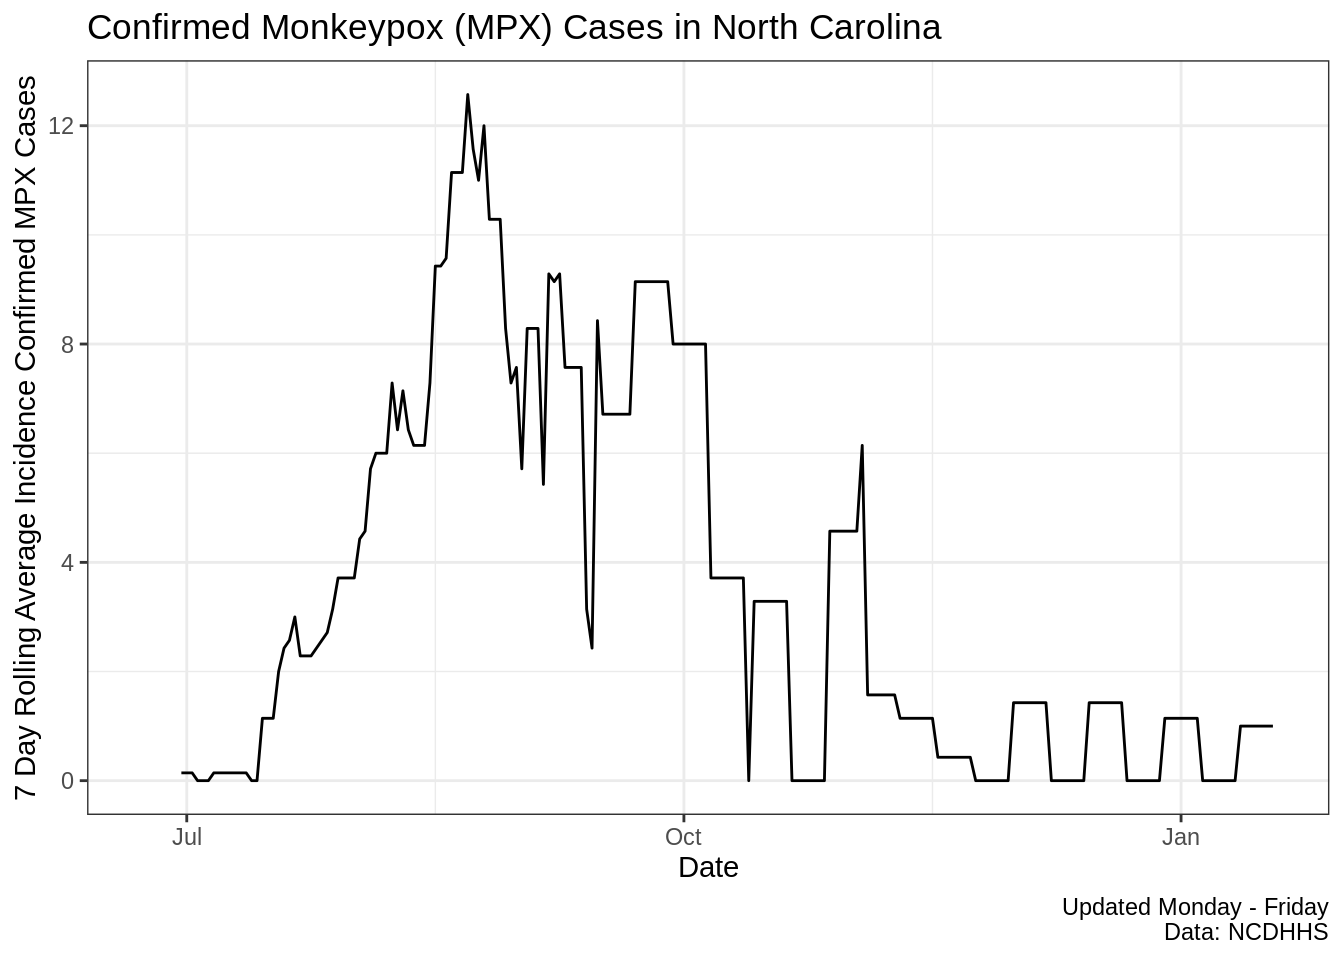 Confirmed Monkeypox (MPX) Cases in North Carolina
7 Day Rolling Average Incidence Confirmed MPX Cases
12
8
4
0
Jul Oct Jan
Date
Updated Monday - Friday
Data: NCDHHS